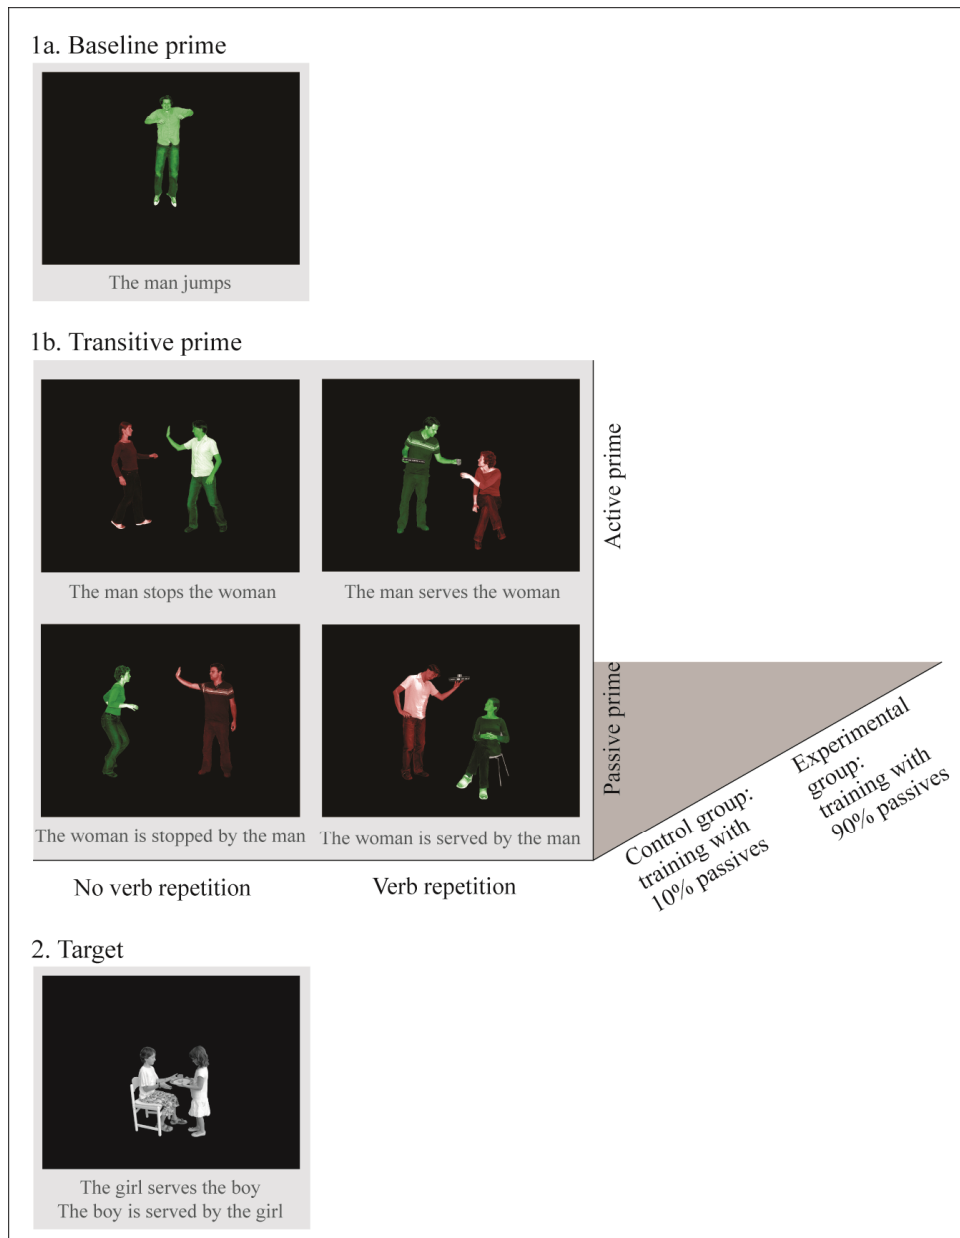 1a. Baseline prime
The man jumps
1b. Transitive prime
The man stops the woman
The man serves the woman
Active prime
The woman is stopped by the man
The woman is served by the man
Passive prime
No verb repetition
Verb repetition
Control group:
training with
10% passives
Experimental
group:
training with
90% passives
2. Target
The girl serves the boy
The boy is served by the girl